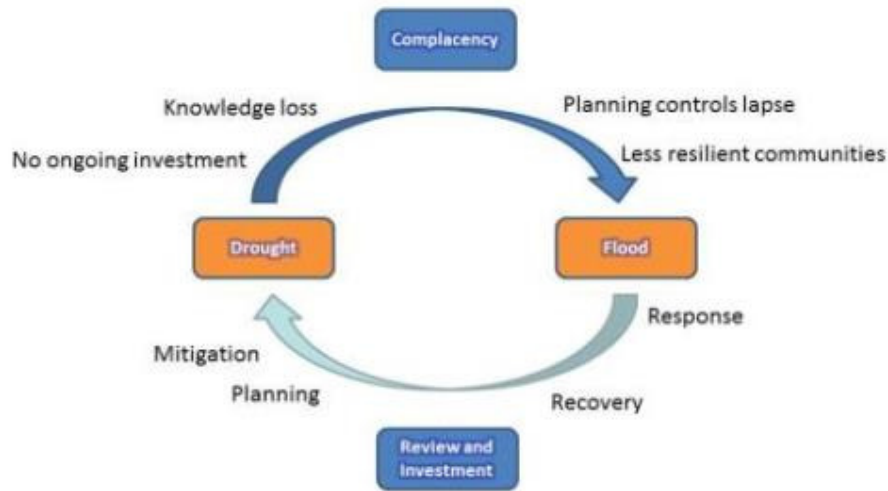 Complacency
Knowledge loss
Planning controls lapse
No ongoing investment
Less resilient communities
Drought
Flood
Response
Mitigation
Planning
Recovery
Review and
Investment